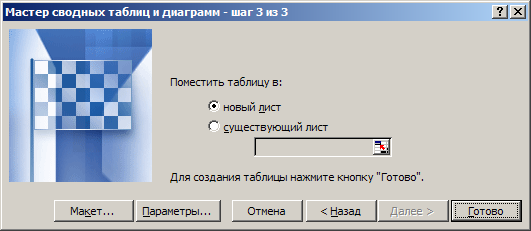 Мастер сводных таблиц и диаграмм - шаг 3 из 3
Поместить таблицу в:
новый лист
существующий лист
Для создания таблицы нажмите кнопку "Готово".
Макет... Параметры... Отмена < Назад Далее > Готово